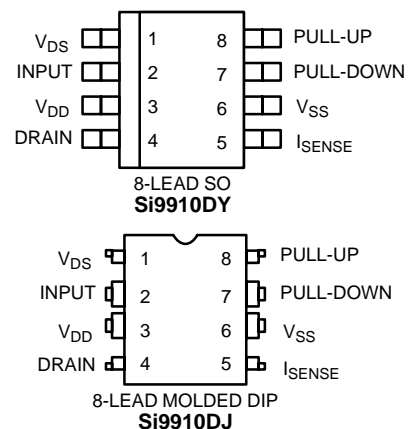 VDS 1 8 PULL-UP
INPUT 2 7 PULL-DOWN
VDD 3 6 VSS
DRAIN 4 5 ISENSE
8-LEAD SO
Si9910DY
VDS 1 8 PULL-UP
INPUT 2 7 PULL-DOWN
VDD 3 6 VSS
DRAIN 4 5 ISENSE
8-LEAD MOLDED DIP
Si9910DJ